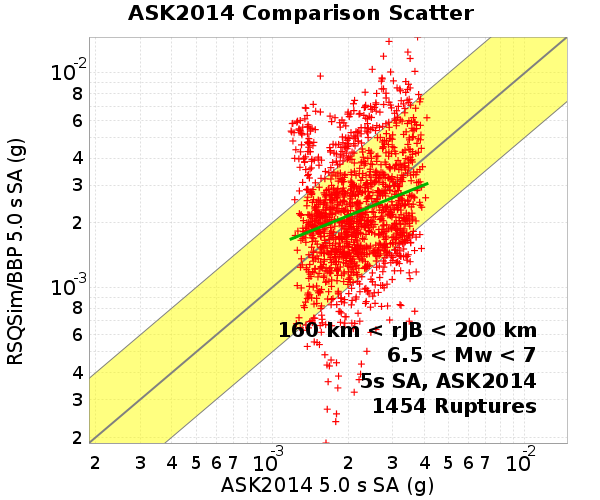 ASK2014 Comparison Scatter
RSQSim/BBP 5.0 s SA (g)
10⁻²
8
6
4
3
2
10⁻³
8
6
4
3
2
160 km < rJB < 200 km
6.5 < Mw < 7
5s SA, ASK2014
1454 Ruptures
2 3 4 5 6 7 10⁻³ 2 3 4 5 6 7 10⁻²
ASK2014 5.0 s SA (g)